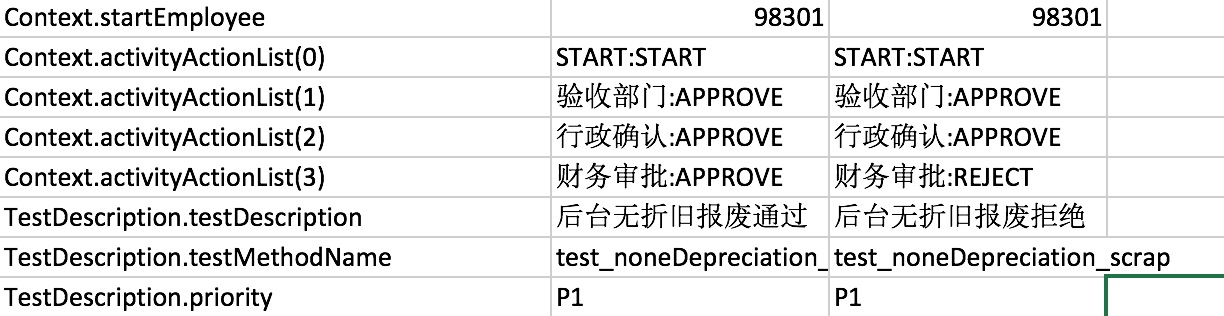 Context.startEmployee 98301 98301
Context.activityActionList(0) START:START START:START
Context.activityActionList(1) 验收部门:APPROVE 验收部门:APPROVE
Context.activityActionList(2) 行政确认:APPROVE 行政确认:APPROVE
Context.activityActionList(3) 财务审批:APPROVE 财务审批:REJECT
TestDescription.testDescription 后台无折旧报废通过 后台无折旧报废拒绝
TestDescription.testMethodName test_noneDepreciation_ test_noneDepreciation_scrap
TestDescription.priority P1 P1